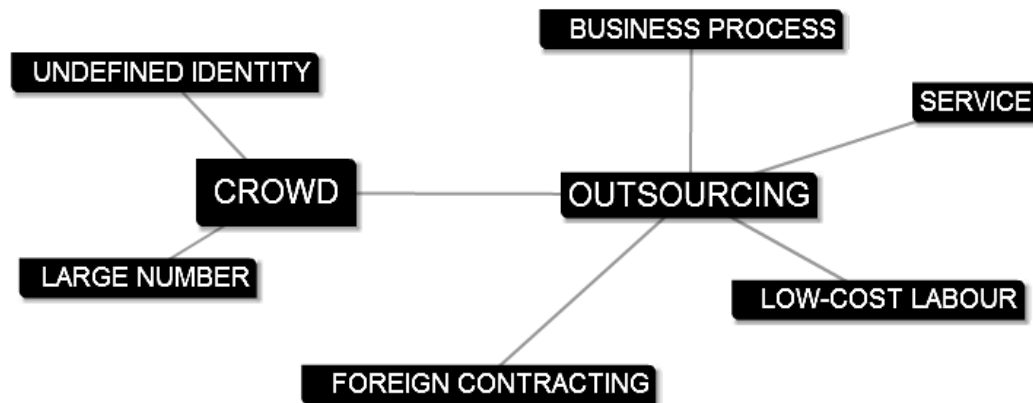 BUSINESS PROCESS
UNDEFINED IDENTITY
SERVICE
CROWD
OUTSOURCING
LARGE NUMBER
LOW-COST LABOUR
FOREIGN CONTRACTING